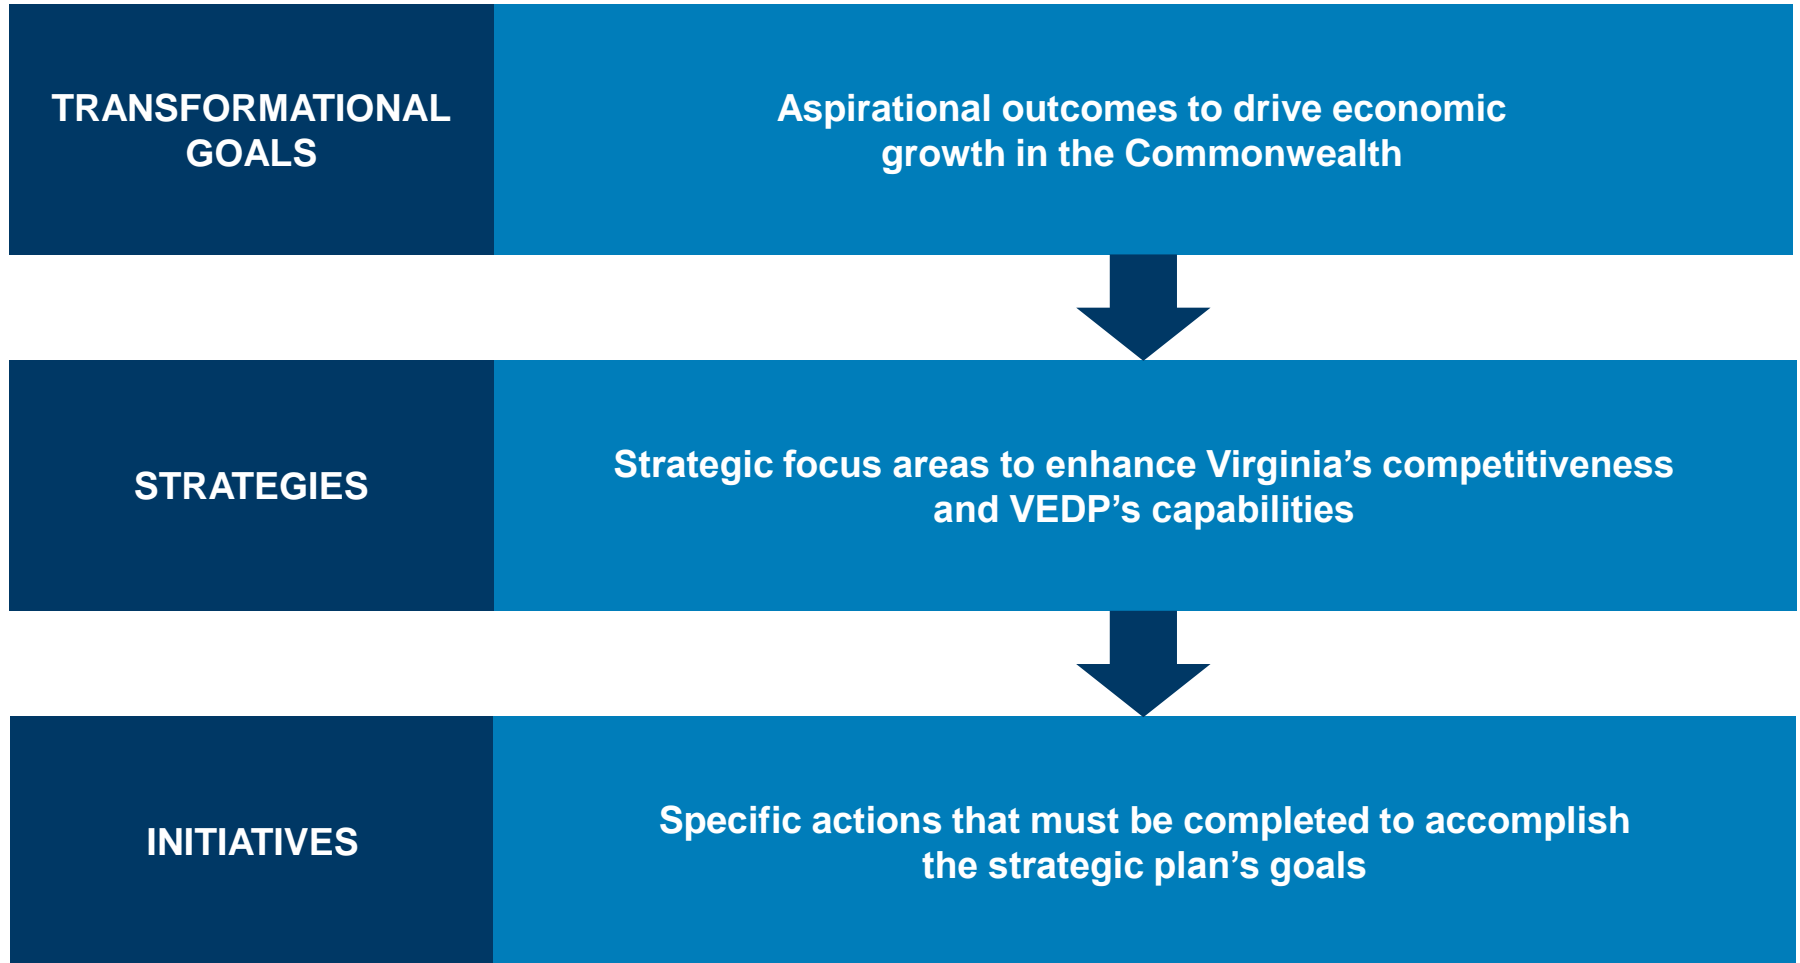 TRANSFORMATIONAL
GOALS
Aspirational outcomes to drive economic
growth in the Commonwealth
STRATEGIES
Strategic focus areas to enhance Virginia’s competitiveness
and VEDP’s capabilities
INITIATIVES
Specific actions that must be completed to accomplish
the strategic plan’s goals